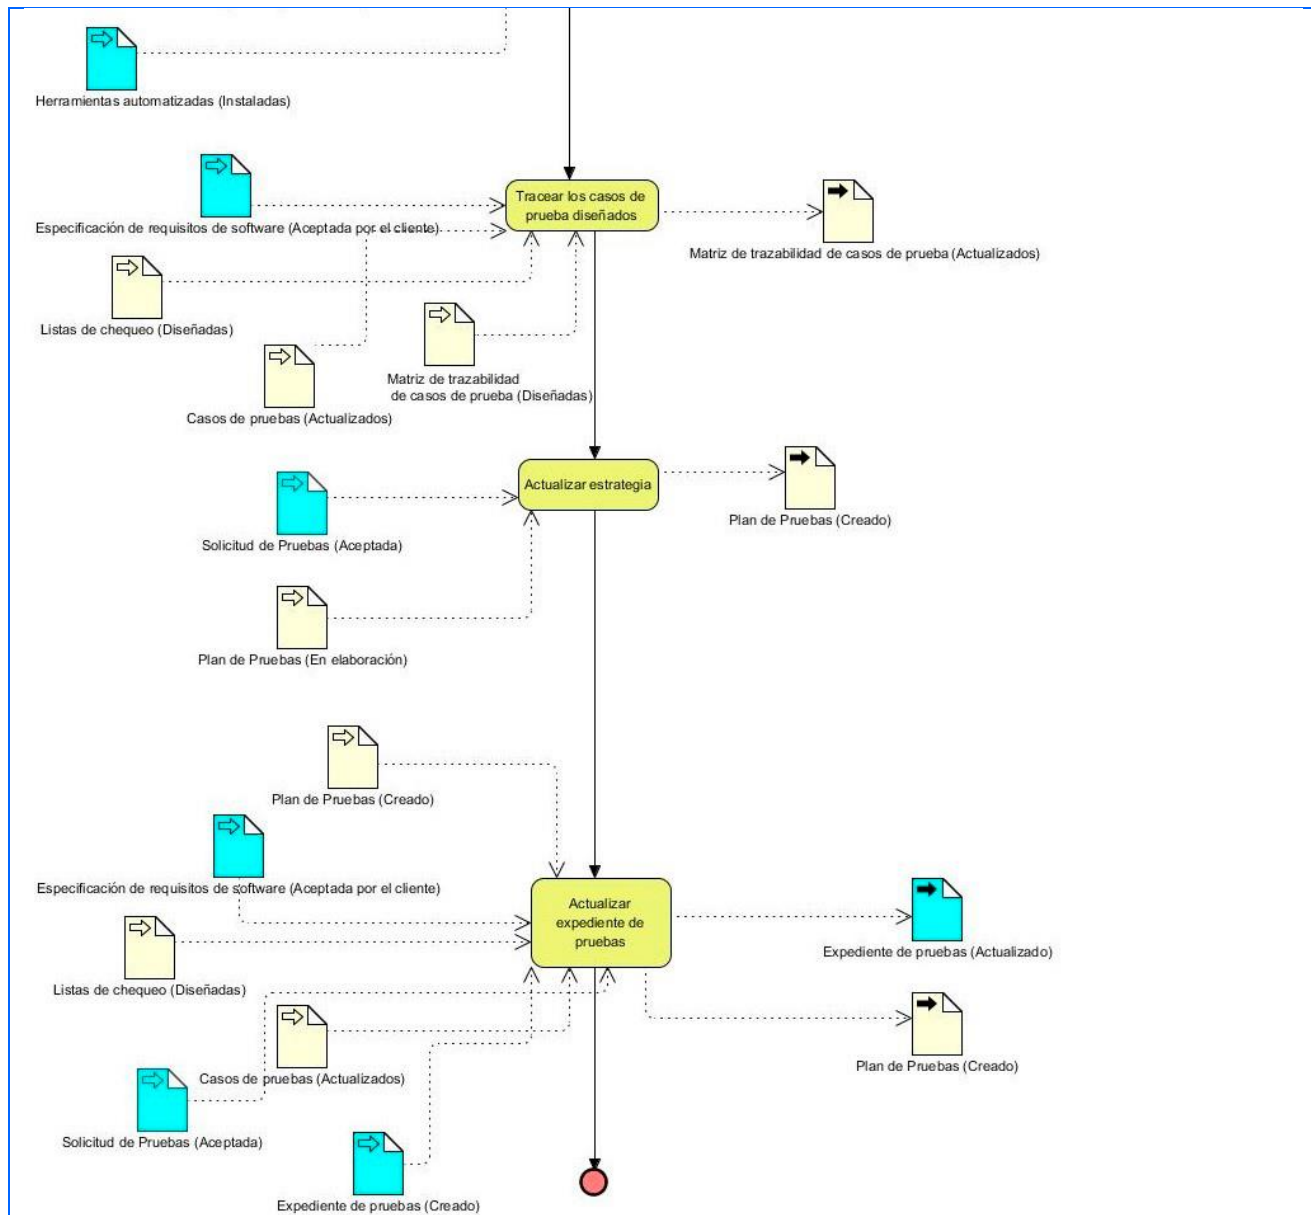 Herramientas automatizadas (Instaladas)
Tracear los casos de
prueba diseñados
Especificación de requisitos de software (Aceptada por el cliente)
Matriz de trazabilidad de casos de prueba (Actualizados)
Listas de chequeo (Diseñadas)
Matriz de trazabilidad
de casos de prueba (Diseñadas)
Casos de pruebas (Actualizados)
Actualizar estrategia
Plan de Pruebas (Creado)
Solicitud de Pruebas (Aceptada)
Plan de Pruebas (En elaboración)
Plan de Pruebas (Creado)
Especificación de requisitos de software (Aceptada por el cliente)
Actualizar
expediente de
pruebas
Expediente de pruebas (Actualizado)
Listas de chequeo (Diseñadas)
Plan de Pruebas (Creado)
Casos de pruebas (Actualizados)
Solicitud de Pruebas (Aceptada)
Expediente de pruebas (Creado)